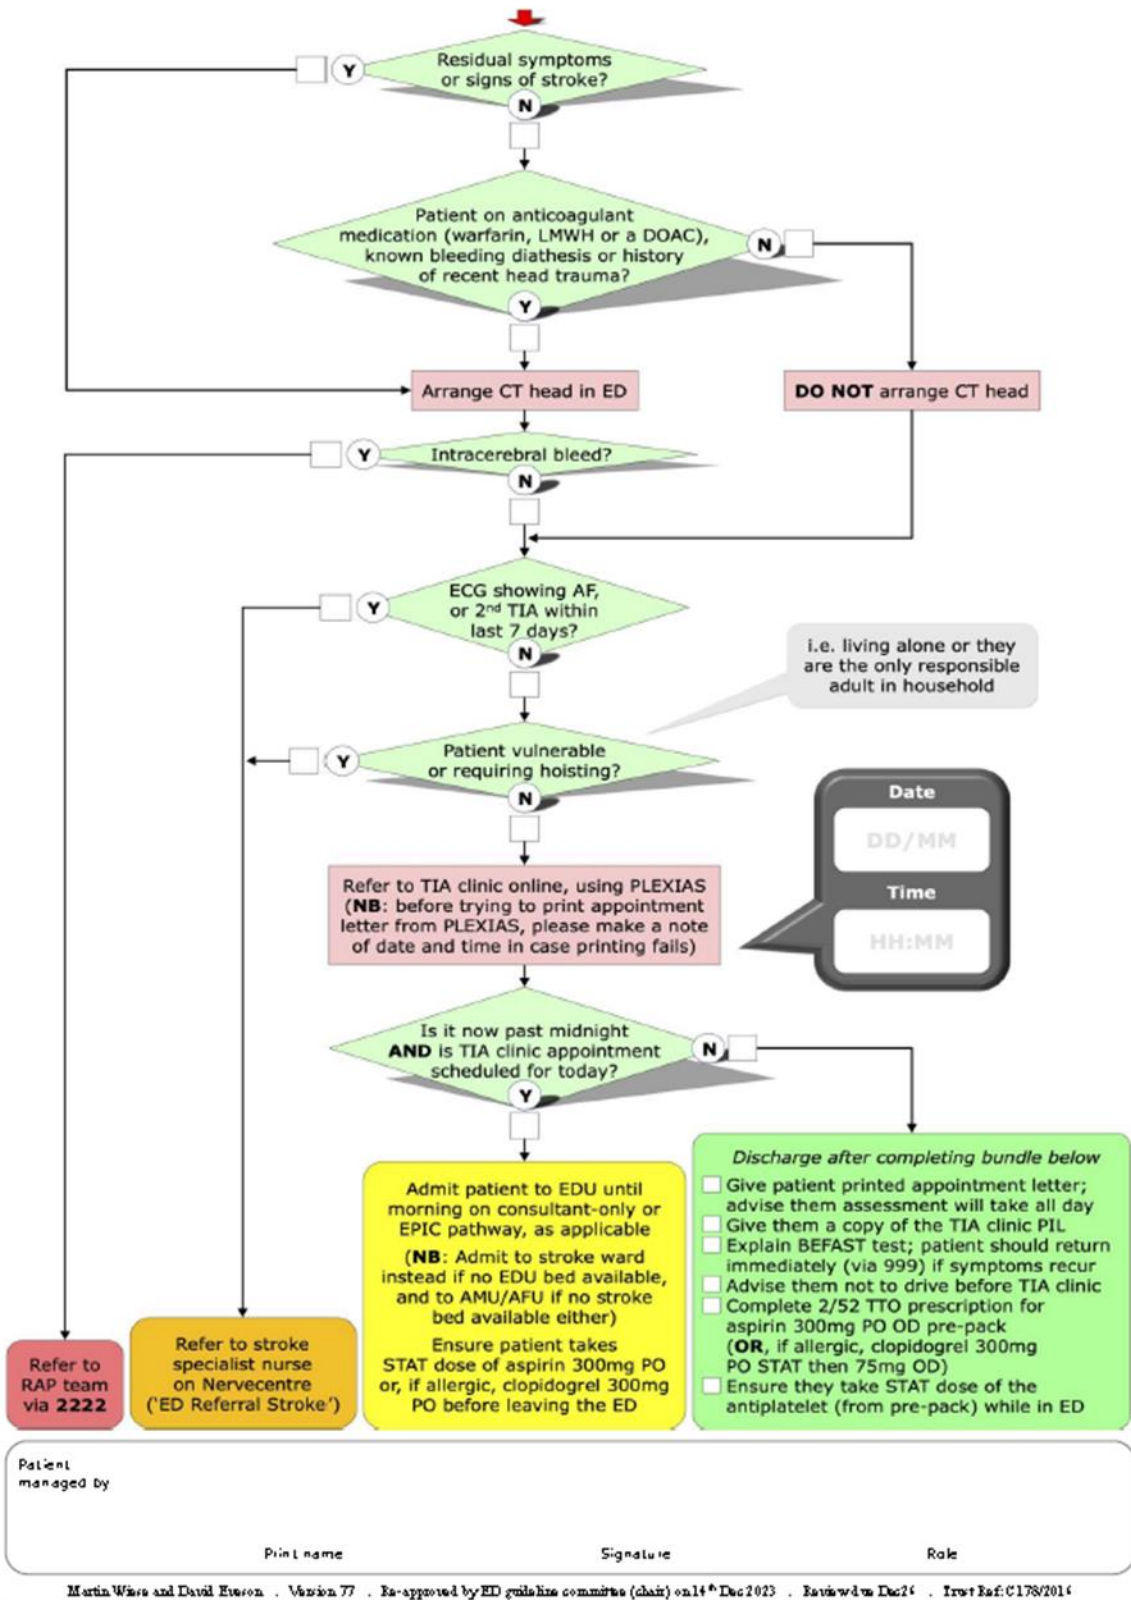 Residual symptoms
or signs of stroke?
Y
N
Patient on anticoagulant
medication (warfarin, LMWH or a DOAC),
known bleeding diathesis or history
of recent head trauma?
N
Y
Arrange CT head in ED
DO NOT arrange CT head
Y
Intracerebral bleed?
N
ECG showing AF,
or 2nd TIA within
last 7 days?
Y
N
i.e. living alone or they
are the only responsible
adult in household
Patient vulnerable
or requiring hoisting?
Y
N
Date
DD/MM
Time
HH:MM
Refer to TIA clinic online, using PLEXIAS
(NB: before trying to print appointment
letter from PLEXIAS, please make a note
of date and time in case printing fails)
Is it now past midnight
AND is TIA clinic appointment
scheduled for today?
N
Y
Refer to
RAP team
via 2222
Refer to stroke
specialist nurse
on Nervecentre
(‘ED Referral Stroke’)
Admit patient to EDU until
morning on consultant-only or
EPIC pathway, as applicable
(NB: Admit to stroke ward
instead if no EDU bed available,
and to AMU/AFU if no stroke
bed available either)
Ensure patient takes
STAT dose of aspirin 300mg PO
or, if allergic, clopidogrel 300mg
PO before leaving the ED
Discharge after completing bundle below
Give patient printed appointment letter;
advise them assessment will take all day
Give them a copy of the TIA clinic PIL
Explain BEFAST test; patient should return
immediately (via 999) if symptoms recur
Advise them not to drive before TIA clinic
Complete 2/52 TTO prescription for
aspirin 300mg PO OD pre-pack
(OR, if allergic, clopidogrel 300mg
PO STAT then 75mg OD)
Ensure they take STAT dose of the
antiplatelet (from pre-pack) while in ED
Patient
managed by
Print name Signature Role
Martin Wiese and David Eveson . Version 77 . Re-approved by ED guideline committee (chair) on 14th Dec 2023 . Review due Dec 26 . Trust Ref: C178/2016